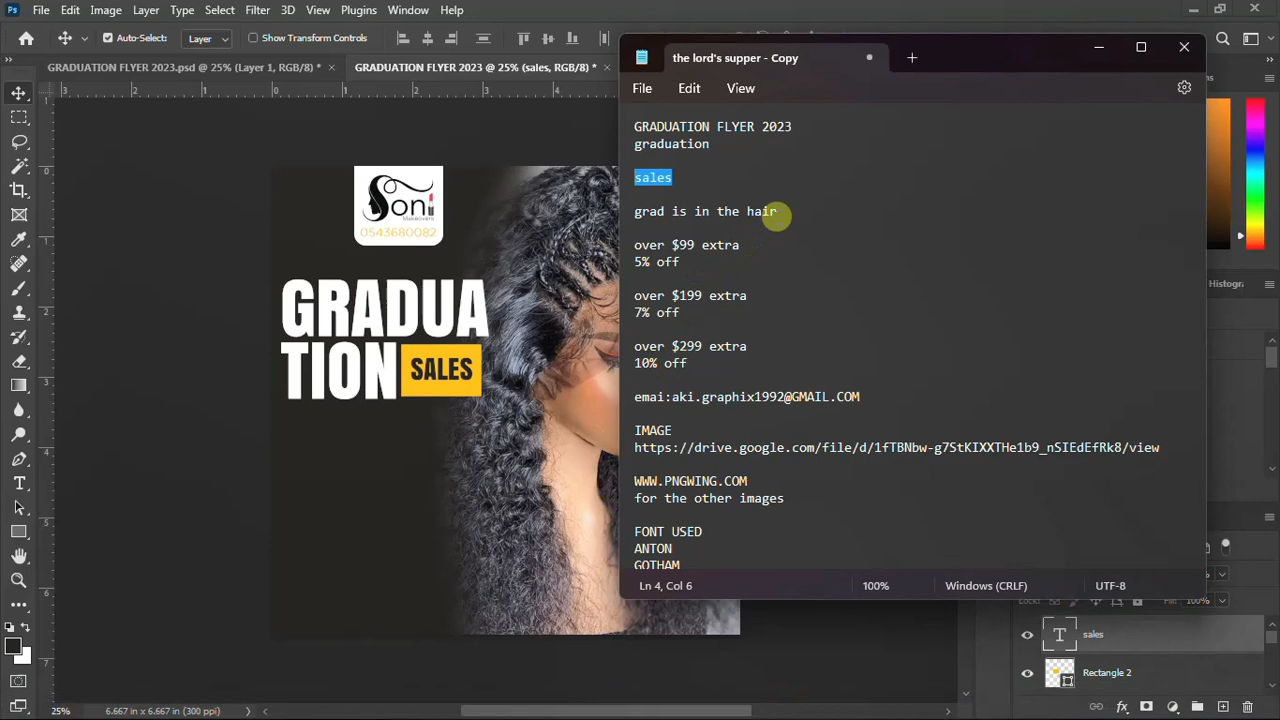 File Edit Image Layer Type Select Filter 3D View Plugins Window Help
Auto-Select: Layer Show Transform Controls
GRADUATION FLYER 2023.psd @ 25% (Layer 1, RGB/8) * × GRADUATION FLYER 2023 @ 25% (sales, RGB/8) * ×
the lord's supper - Copy
File Edit View
GRADUATION FLYER 2023
graduation
sales
grad is in the hair
over $99 extra
5% off
over $199 extra
7% off
over $299 extra
10% off
emai:aki.graphix1992@GMAIL.COM
IMAGE
https://drive.google.com/file/d/1fTBNbw-g7StKIXXTHe1b9_nSIEdEfRk8/view
WWW.PNGWING.COM
for the other images
FONT USED
ANTON
GOTHAM
Ln 4, Col 6 100% Windows (CRLF) UTF-8
Soni
Makeovers
0543680082
GRADUA
TION SALES
Histogr
Fill: 100%
sales
Rectangle 2
25% 6.667 in x 6.667 in (300 ppi)